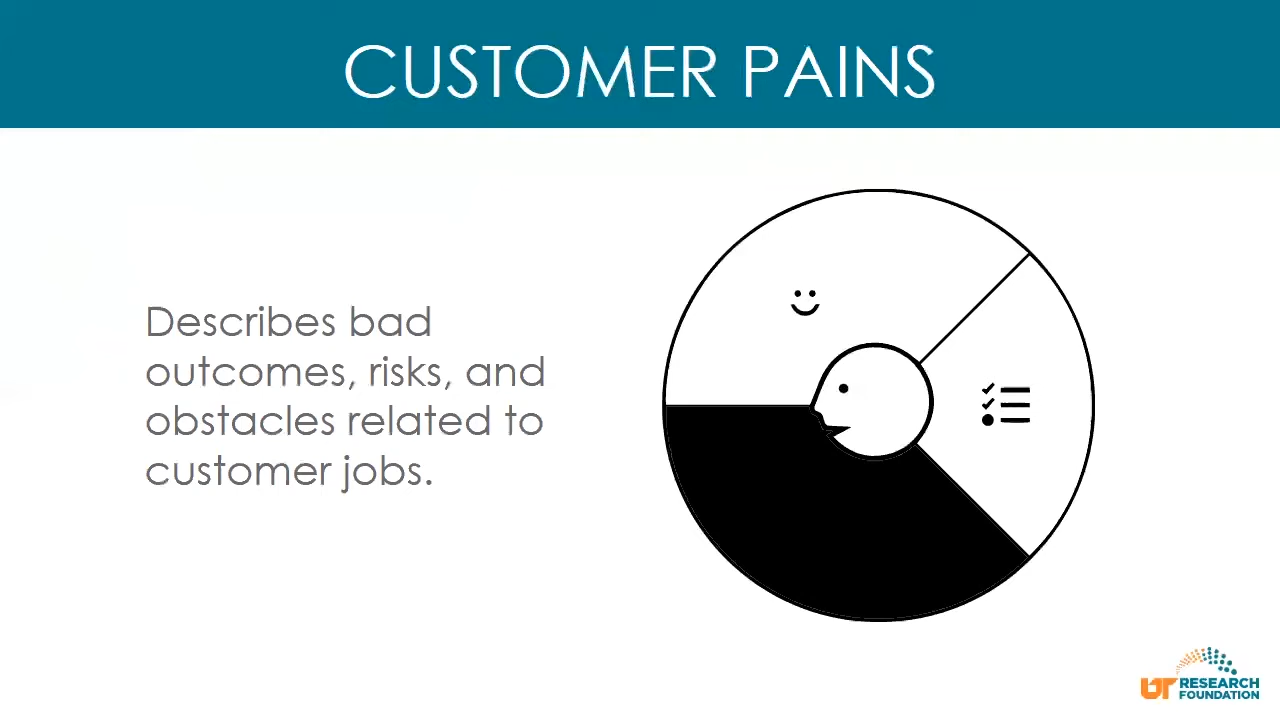 CUSTOMER PAINS
Describes bad
outcomes, risks, and
obstacles related to
customer jobs.
UT RESEARCH
FOUNDATION